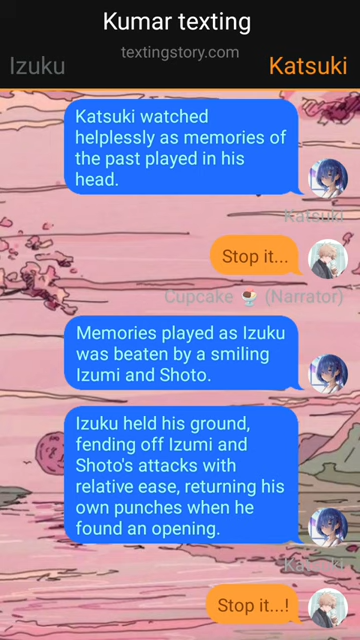 Kumar texting
textingstory.com
Izuku
Katsuki
Katsuki watched
helplessly as memories of
the past played in his
head.
Katsuki
Stop it...
Cupcake 🍨 (Narrator)
Memories played as Izuku
was beaten by a smiling
Izumi and Shoto.
Izuku held his ground,
fending off Izumi and
Shoto's attacks with
relative ease, returning his
own punches when he
found an opening.
Katsuki
Stop it...!